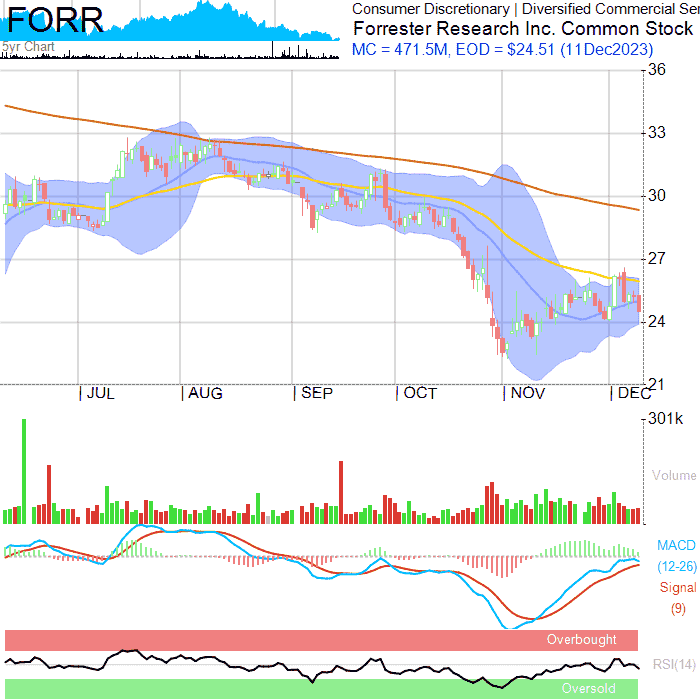 FORR
5yr Chart
Consumer Discretionary | Diversified Commercial Ser
Forrester Research Inc. Common Stock
MC = 471.5M, EOD = $24.51 (11Dec2023)
36
33
30
27
24
21
| JUL
| AUG
| SEP
| OCT
| NOV
| DEC
301k
Volume
MACD
(12-26)
Signal
(9)
Overbought
RSI(14)
Oversold